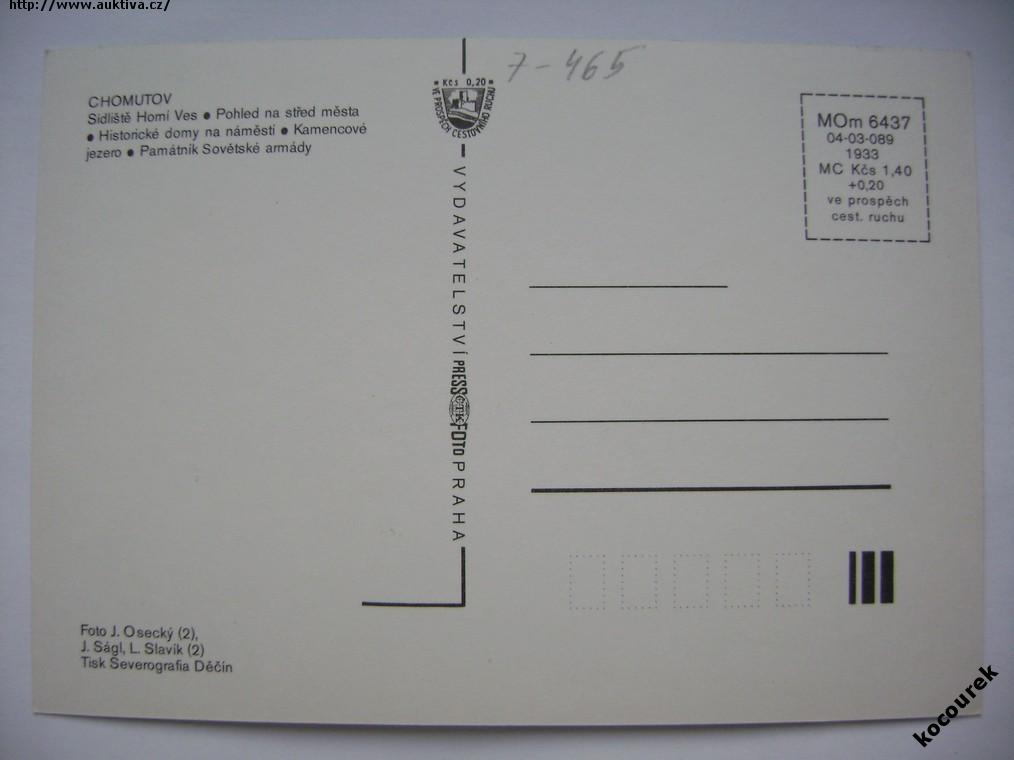 http://www.auktiva.cz/
7-465
CHOMUTOV
Sídliště Horní Ves ● Pohled na střed města
● Historické domy na náměstí ● Kamencové
jezero ● Památník Sovětské armády
Kčs 0,20
VE PROSPĚCH CESTOVNÍHO RUCHU
VYDAVATELSTVÍ PRESSFOTO PRAHA
ČTK
MOm 6437
04-03-089
1933
MC Kčs 1,40
+0,20
ve prospěch
cest. ruchu
Foto J. Osecký (2),
J. Ságl, L. Slavík (2)
Tisk Severografia Děčín
kocourek